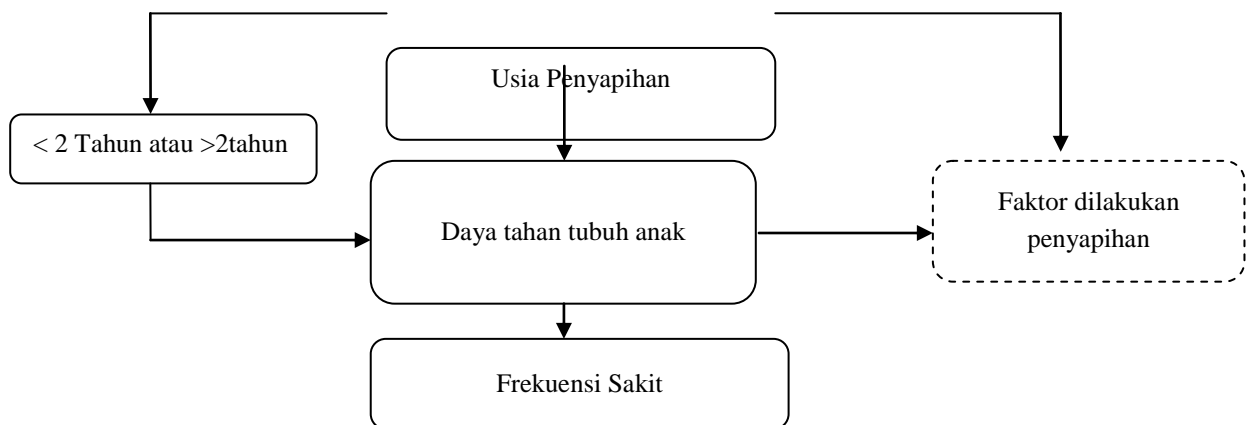 Usia Penyapihan
< 2 Tahun atau >2tahun
Daya tahan tubuh anak
Faktor dilakukan
penyapihan
Frekuensi Sakit